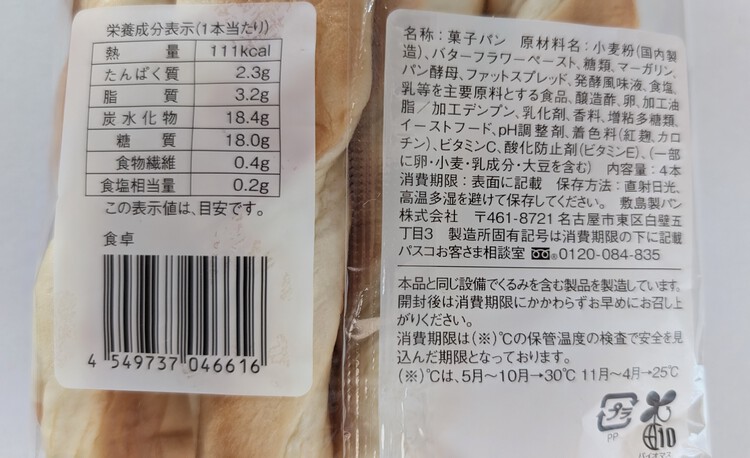 栄養成分表示(1本当たり)
熱量 111kcal
たんぱく質 2.3g
脂質 3.2g
炭水化物 18.4g
糖質 18.0g
食物繊維 0.4g
食塩相当量 0.2g
この表示値は、目安です。
食卓
4 549737 046616
名称：菓子パン 原材料名：小麦粉(国内製
造)、バターフラワーペースト、糖類、マーガリン、
パン酵母、ファットスプレッド、発酵風味液、食塩、
乳等を主要原料とする食品、醸造酢、卵、加工油
脂／加工デンプン、乳化剤、香料、増粘多糖類、
イーストフード、pH調整剤、着色料(紅麹、カロ
チン)、ビタミンC、酸化防止剤(ビタミンE)、(一部
に卵・小麦・乳成分・大豆を含む) 内容量：4本
消費期限：表面に記載 保存方法：直射日光、
高温多湿を避けて保存してください。 敷島製パン
株式会社 〒461-8721 名古屋市東区白壁五
丁目3 製造所固有記号は消費期限の下に記載
パスコお客さま相談室 0120-084-835
本品と同じ設備でくるみを含む製品を製造しています。
開封後は消費期限にかかわらずお早めにお召し上
がりください。
消費期限は(※)℃の保管温度の検査で安全を見
込んだ期限となっております。
(※)℃は、5月〜10月→30℃ 11月〜4月→25℃
プラ
PP
10
バイオマス